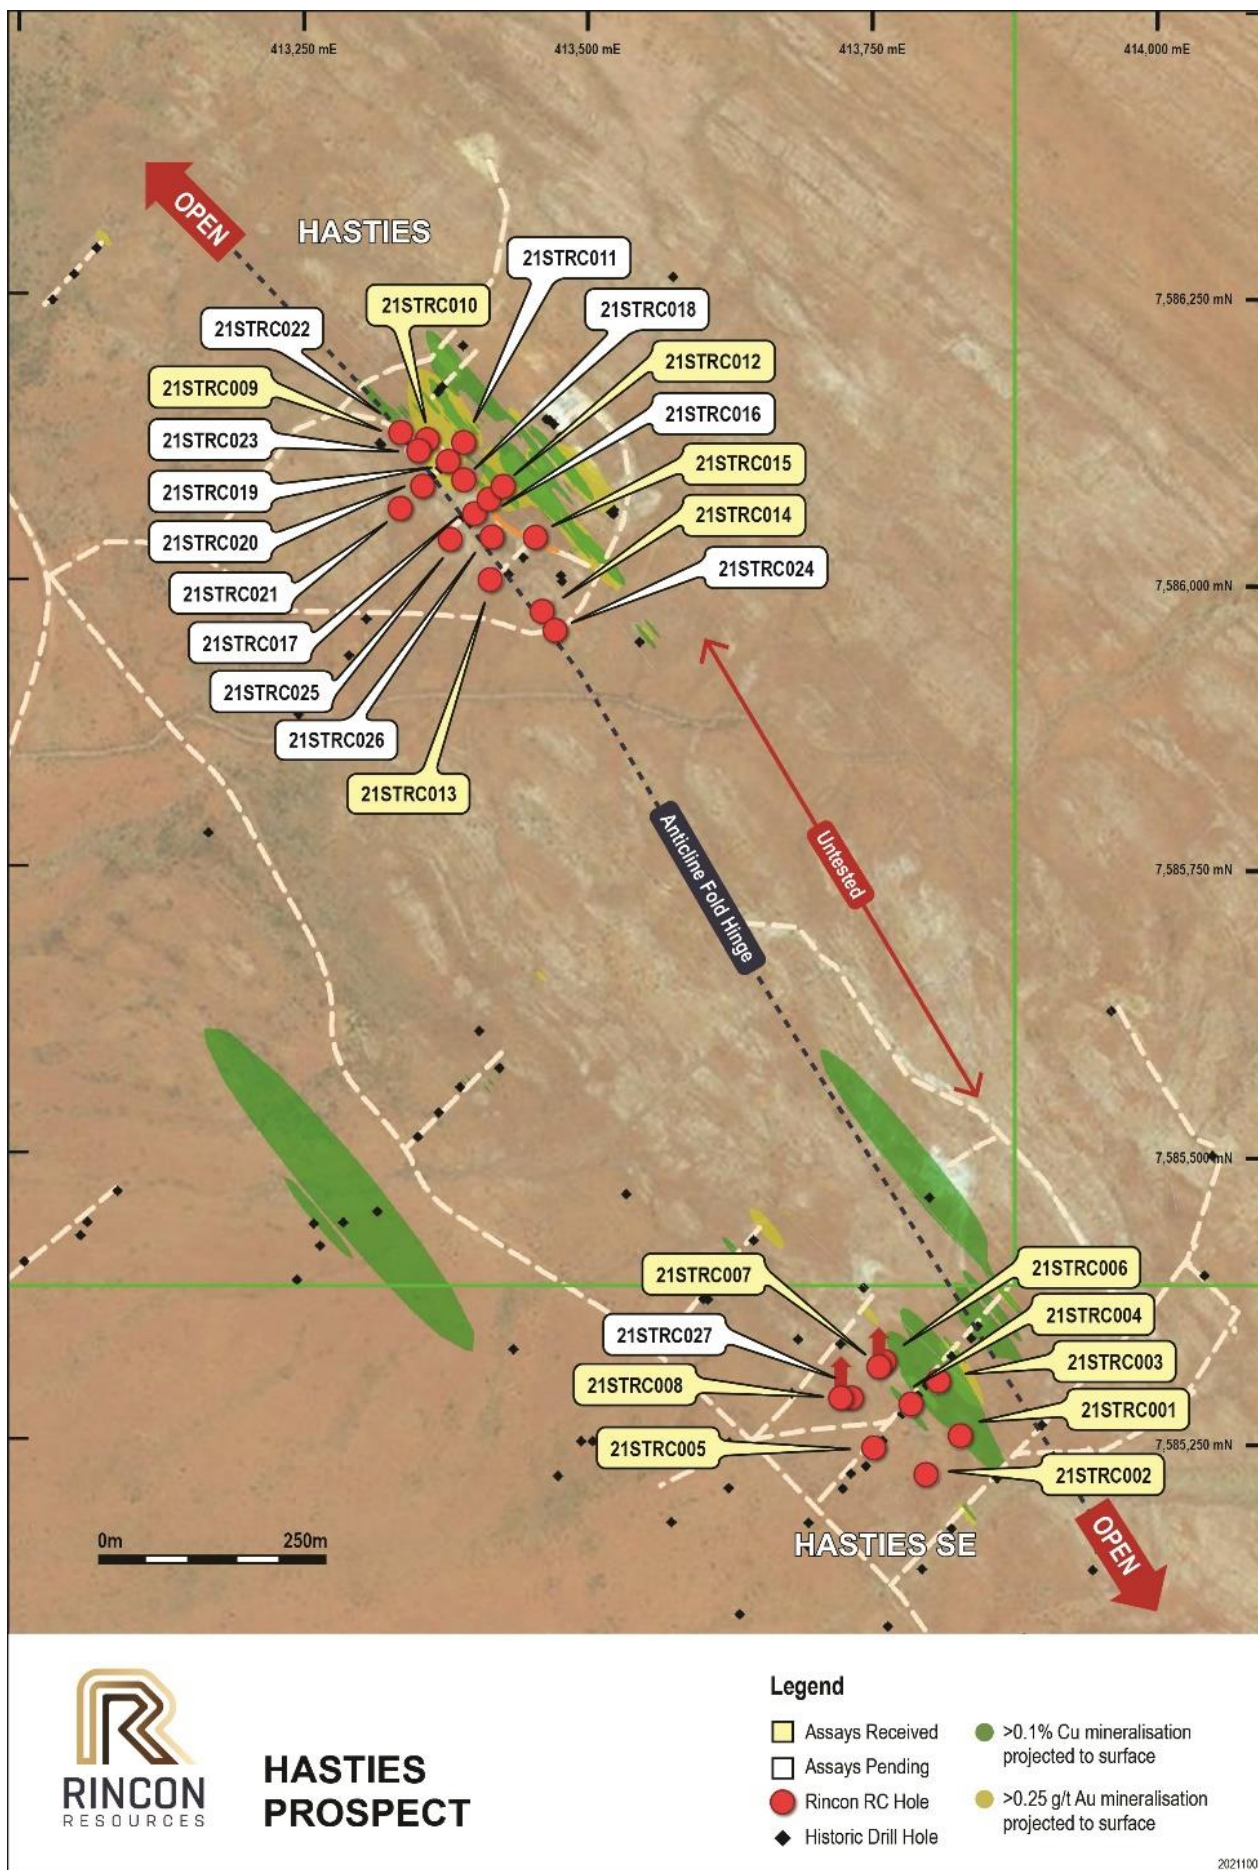 413,250 mE
413,500 mE
413,750 mE
414,000 mE
OPEN
HASTIES
21STRC011
7,586,250 mN
21STRC010
21STRC018
21STRC022
21STRC012
21STRC009
21STRC016
21STRC023
21STRC015
21STRC019
21STRC014
21STRC020
21STRC024
7,586,000 mN
21STRC021
21STRC017
21STRC025
21STRC026
21STRC013
Anticline Fold Hinge
Untested
7,585,750 mN
7,585,500 mN
21STRC007
21STRC006
21STRC004
21STRC027
21STRC003
21STRC008
21STRC001
21STRC005
7,585,250 mN
21STRC002
HASTIES SE
OPEN
0m
250m
RINCON
RESOURCES
HASTIES
PROSPECT
Legend
Assays Received
Assays Pending
Rincon RC Hole
Historic Drill Hole
>0.1% Cu mineralisation
projected to surface
>0.25 g/t Au mineralisation
projected to surface